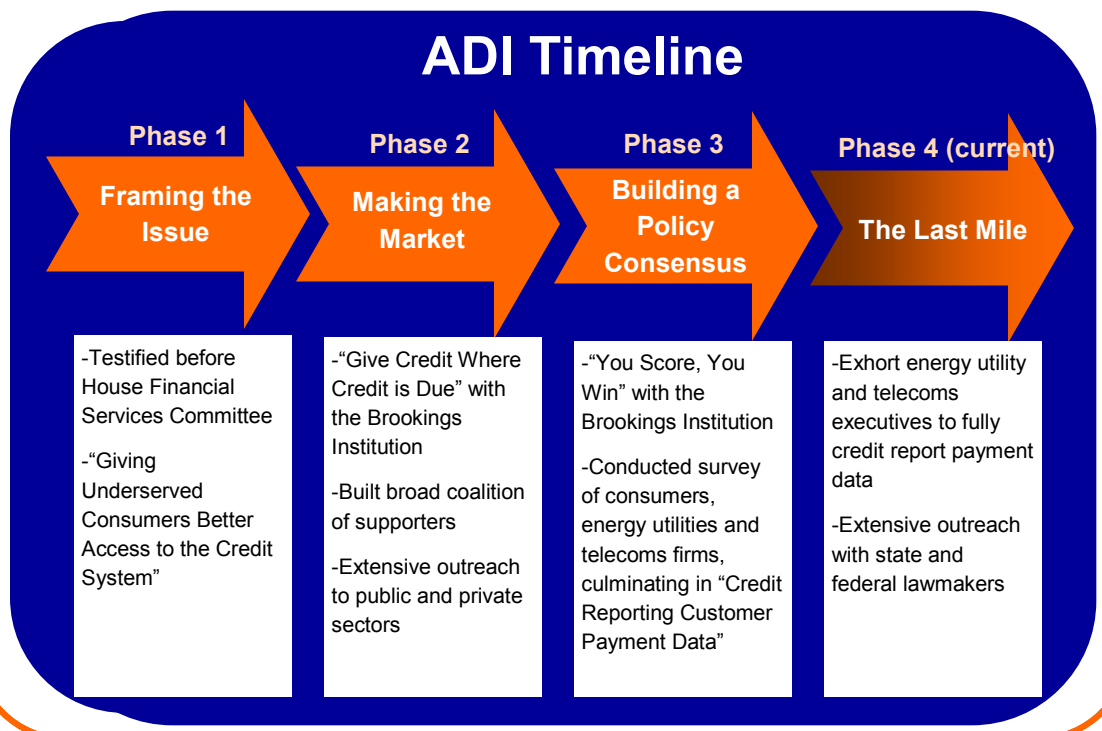 ADI Timeline
Phase 1
Framing the
Issue
-Testified before
House Financial
Services Committee
-“Giving
Underserved
Consumers Better
Access to the Credit
System”
Phase 2
Making the
Market
-“Give Credit Where
Credit is Due” with
the Brookings
Institution
-Built broad coalition
of supporters
-Extensive outreach
to public and private
sectors
Phase 3
Building a
Policy
Consensus
-“You Score, You
Win” with the
Brookings Institution
-Conducted survey
of consumers,
energy utilities and
telecoms firms,
culminating in “Credit
Reporting Customer
Payment Data”
Phase 4 (current)
The Last Mile
-Exhort energy utility
and telecoms
executives to fully
credit report payment
data
-Extensive outreach
with state and
federal lawmakers